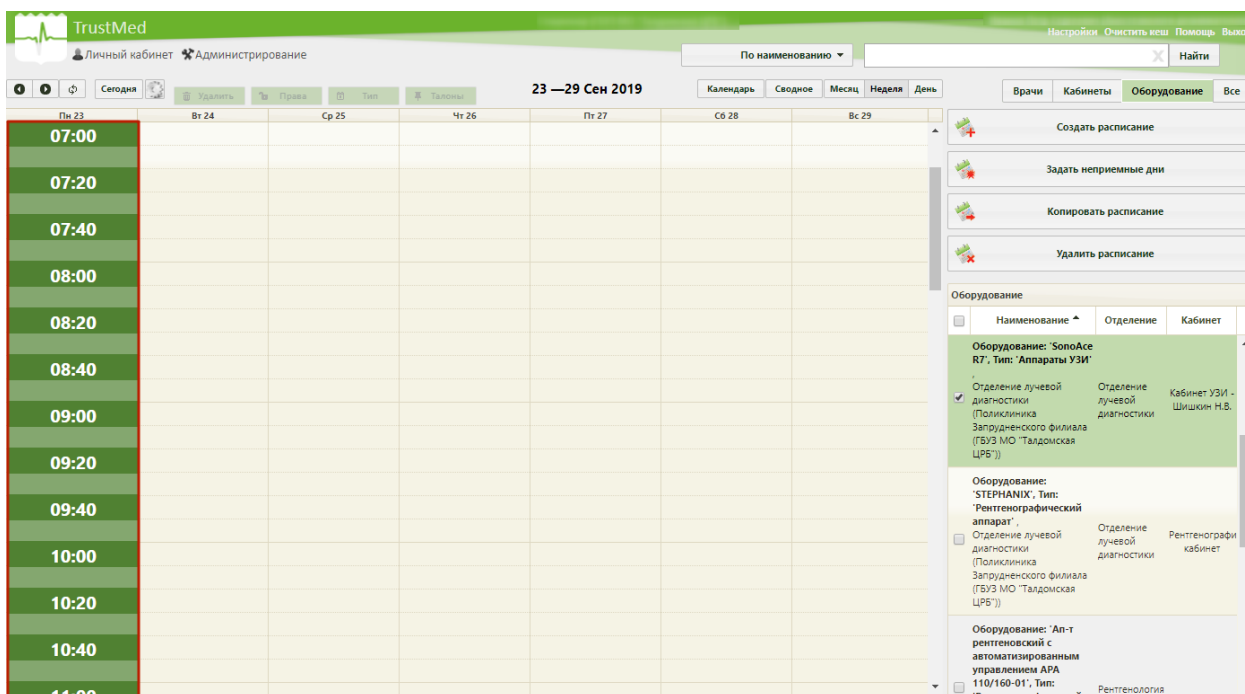 TrustMed
Настройки Очистить кеш Помощь
Личный кабинет Администрирование
По наименованию
Найти
Сегодня
Удалить Права Тип Талоны
23 —29 Сен 2019
Календарь Сводное Месяц Неделя День
Врачи Кабинеты Оборудование Все
Пн 23 Вт 24 Ср 25 Чт 26 Пт 27 Сб 28 Вс 29
07:00
07:20
07:40
08:00
08:20
08:40
09:00
09:20
09:40
10:00
10:20
10:40
11:00
Создать расписание
Задать неприемные дни
Копировать расписание
Удалить расписание
Оборудование
Наименование Отделение Кабинет
Оборудование: 'SonoAce
R7', Тип: 'Аппараты УЗИ'
,
Отделение лучевой
диагностики
(Поликлиника
Запрудненского филиала
(ГБУЗ МО "Талдомская
ЦРБ"))
Отделение
лучевой
диагностики
Кабинет УЗИ -
Шишкин Н.В.
Оборудование:
'STEPHANIX', Тип:
'Рентгенографический
аппарат' ,
Отделение лучевой
диагностики
(Поликлиника
Запрудненского филиала
(ГБУЗ МО "Талдомская
ЦРБ"))
Отделение
лучевой
диагностики
Рентгенографи
кабинет
Оборудование: 'Ап-т
рентгеновский с
автоматизированным
управлением АРА
110/160-01', Тип:
Рентгенология